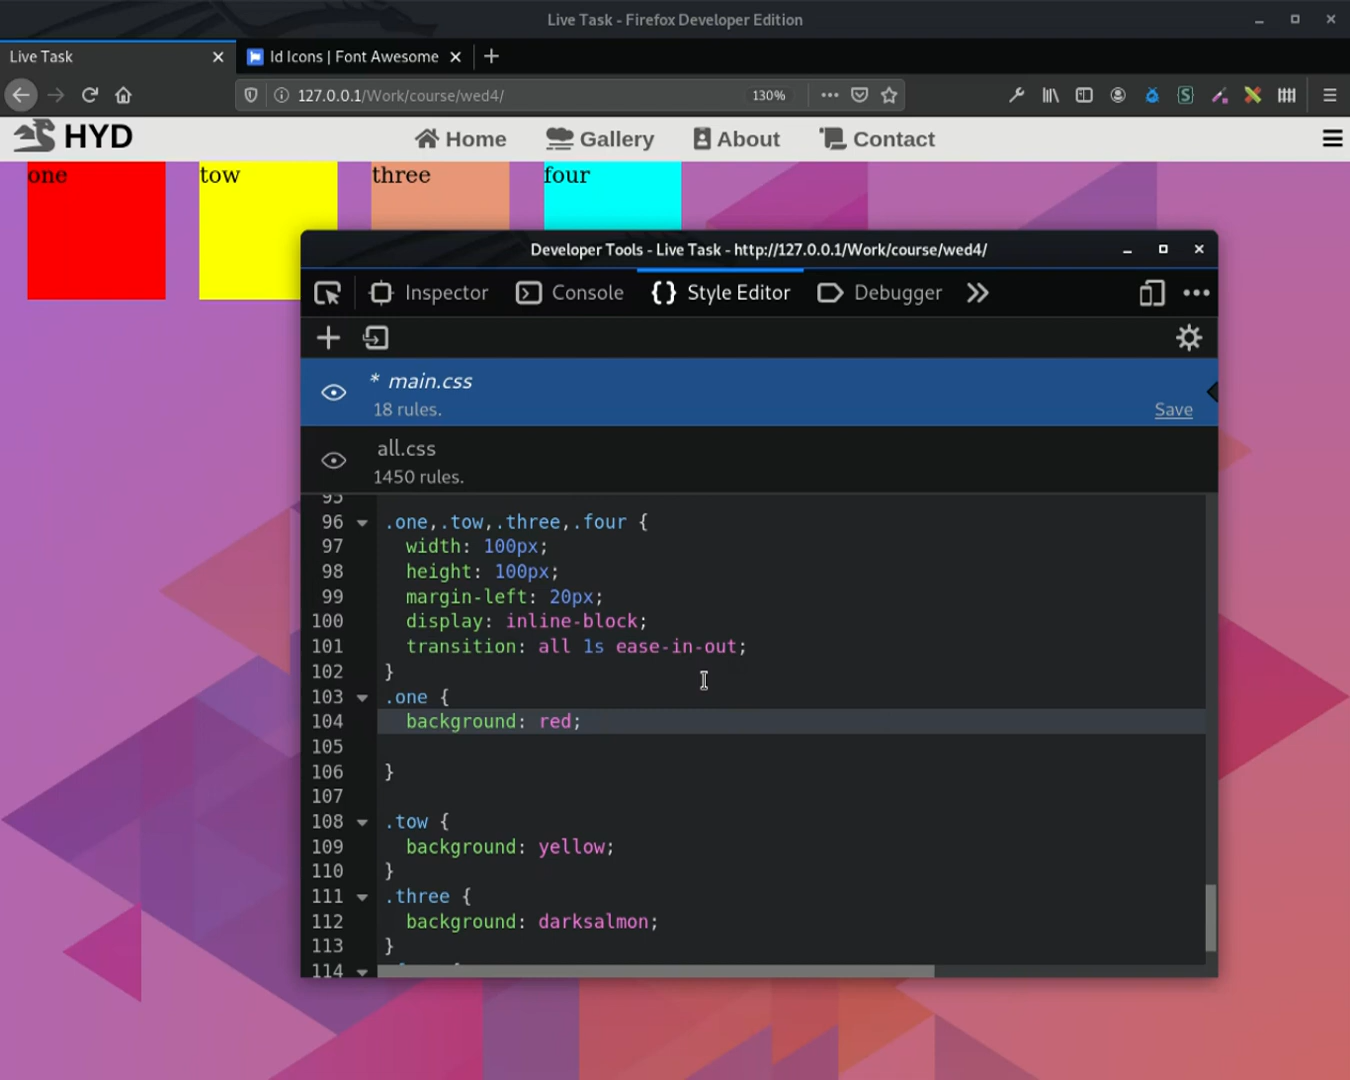 Live Task - Firefox Developer Edition
Live Task
Id Icons | Font Awesome
127.0.0.1/Work/course/wed4/
130%
HYD
Home
Gallery
About
Contact
one
tow
three
four
Developer Tools - Live Task - http://127.0.0.1/Work/course/wed4/
Inspector
Console
{} Style Editor
Debugger
* main.css
18 rules.
Save
all.css
1450 rules.
95
96 .one,.tow,.three,.four {
97 width: 100px;
98 height: 100px;
99 margin-left: 20px;
100 display: inline-block;
101 transition: all 1s ease-in-out;
102 }
103 .one {
104 background: red;
105
106 }
107
108 .tow {
109 background: yellow;
110 }
111 .three {
112 background: darksalmon;
113 }
114